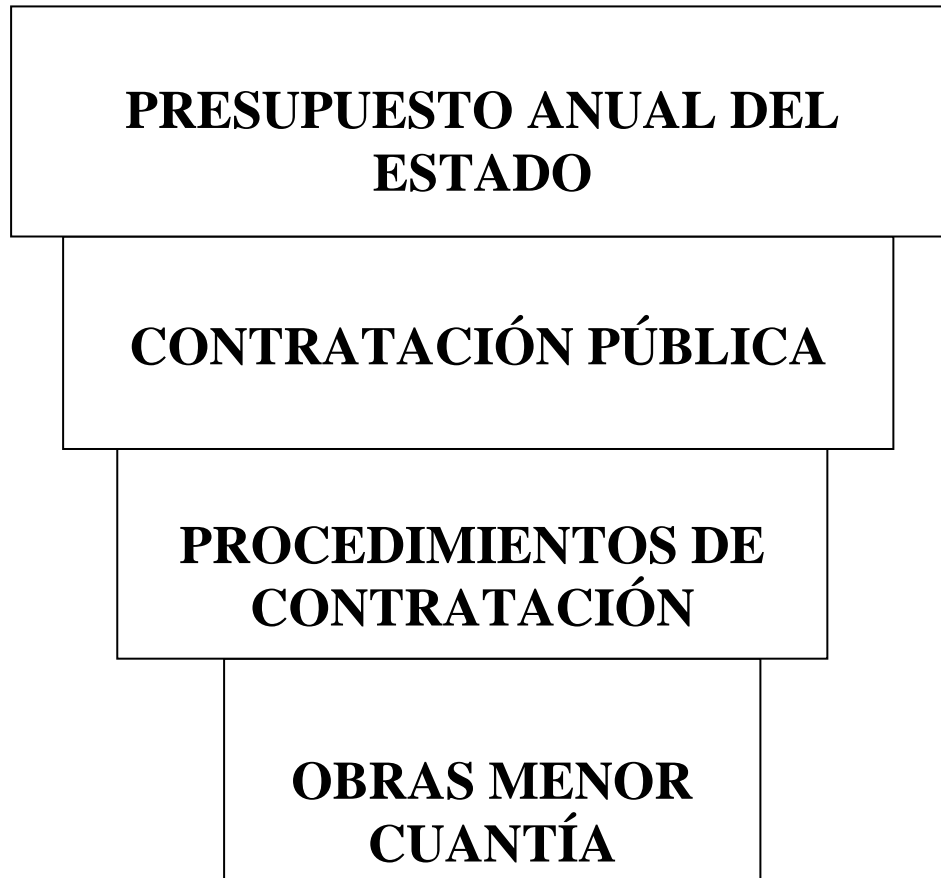 PRESUPUESTO ANUAL DEL
ESTADO
CONTRATACIÓN PÚBLICA
PROCEDIMIENTOS DE
CONTRATACIÓN
OBRAS MENOR
CUANTÍA